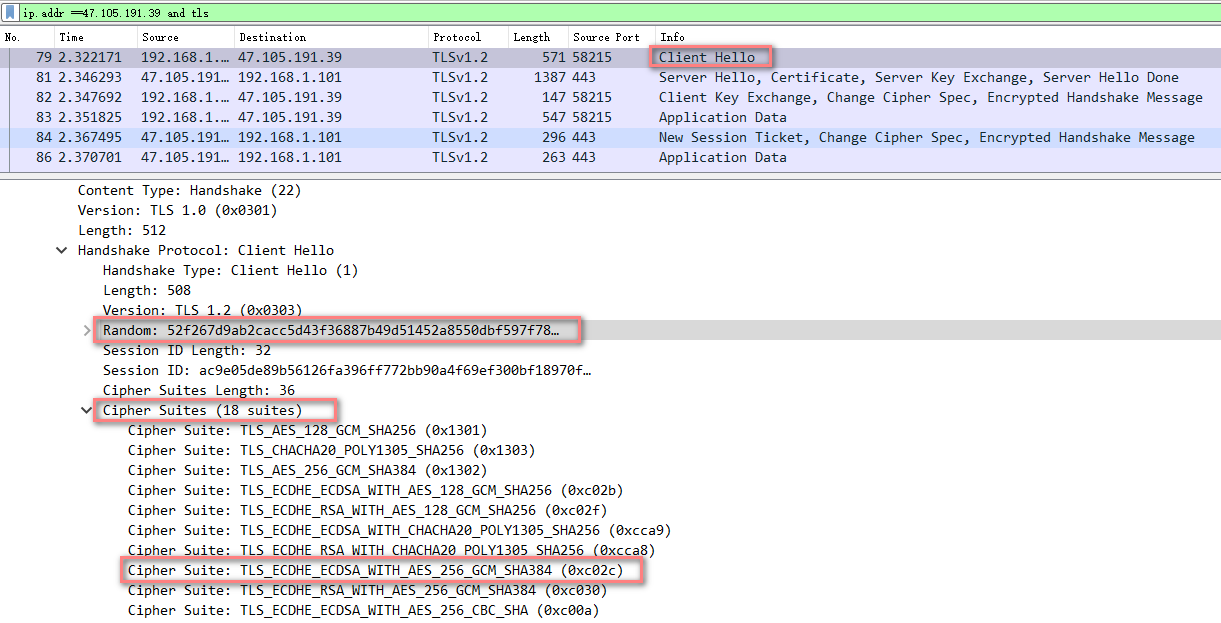 ip.addr ==47.105.191.39 and tls
No. Time Source Destination Protocol Length Source Port Info
79 2.322171 192.168.1.… 47.105.191.39 TLSv1.2 571 58215 Client Hello
81 2.346293 47.105.191… 192.168.1.101 TLSv1.2 1387 443 Server Hello, Certificate, Server Key Exchange, Server Hello Done
82 2.347692 192.168.1.… 47.105.191.39 TLSv1.2 147 58215 Client Key Exchange, Change Cipher Spec, Encrypted Handshake Message
83 2.351825 192.168.1.… 47.105.191.39 TLSv1.2 547 58215 Application Data
84 2.367495 47.105.191… 192.168.1.101 TLSv1.2 296 443 New Session Ticket, Change Cipher Spec, Encrypted Handshake Message
86 2.370701 47.105.191… 192.168.1.101 TLSv1.2 263 443 Application Data
Content Type: Handshake (22)
Version: TLS 1.0 (0x0301)
Length: 512
Handshake Protocol: Client Hello
Handshake Type: Client Hello (1)
Length: 508
Version: TLS 1.2 (0x0303)
Random: 52f267d9ab2cacc5d43f36887b49d51452a8550dbf597f78…
Session ID Length: 32
Session ID: ac9e05de89b56126fa396ff772bb90a4f69ef300bf18970f…
Cipher Suites Length: 36
Cipher Suites (18 suites)
Cipher Suite: TLS_AES_128_GCM_SHA256 (0x1301)
Cipher Suite: TLS_CHACHA20_POLY1305_SHA256 (0x1303)
Cipher Suite: TLS_AES_256_GCM_SHA384 (0x1302)
Cipher Suite: TLS_ECDHE_ECDSA_WITH_AES_128_GCM_SHA256 (0xc02b)
Cipher Suite: TLS_ECDHE_RSA_WITH_AES_128_GCM_SHA256 (0xc02f)
Cipher Suite: TLS_ECDHE_ECDSA_WITH_CHACHA20_POLY1305_SHA256 (0xcca9)
Cipher Suite: TLS_ECDHE_RSA_WITH_CHACHA20_POLY1305_SHA256 (0xcca8)
Cipher Suite: TLS_ECDHE_ECDSA_WITH_AES_256_GCM_SHA384 (0xc02c)
Cipher Suite: TLS_ECDHE_RSA_WITH_AES_256_GCM_SHA384 (0xc030)
Cipher Suite: TLS_ECDHE_ECDSA_WITH_AES_256_CBC_SHA (0xc00a)